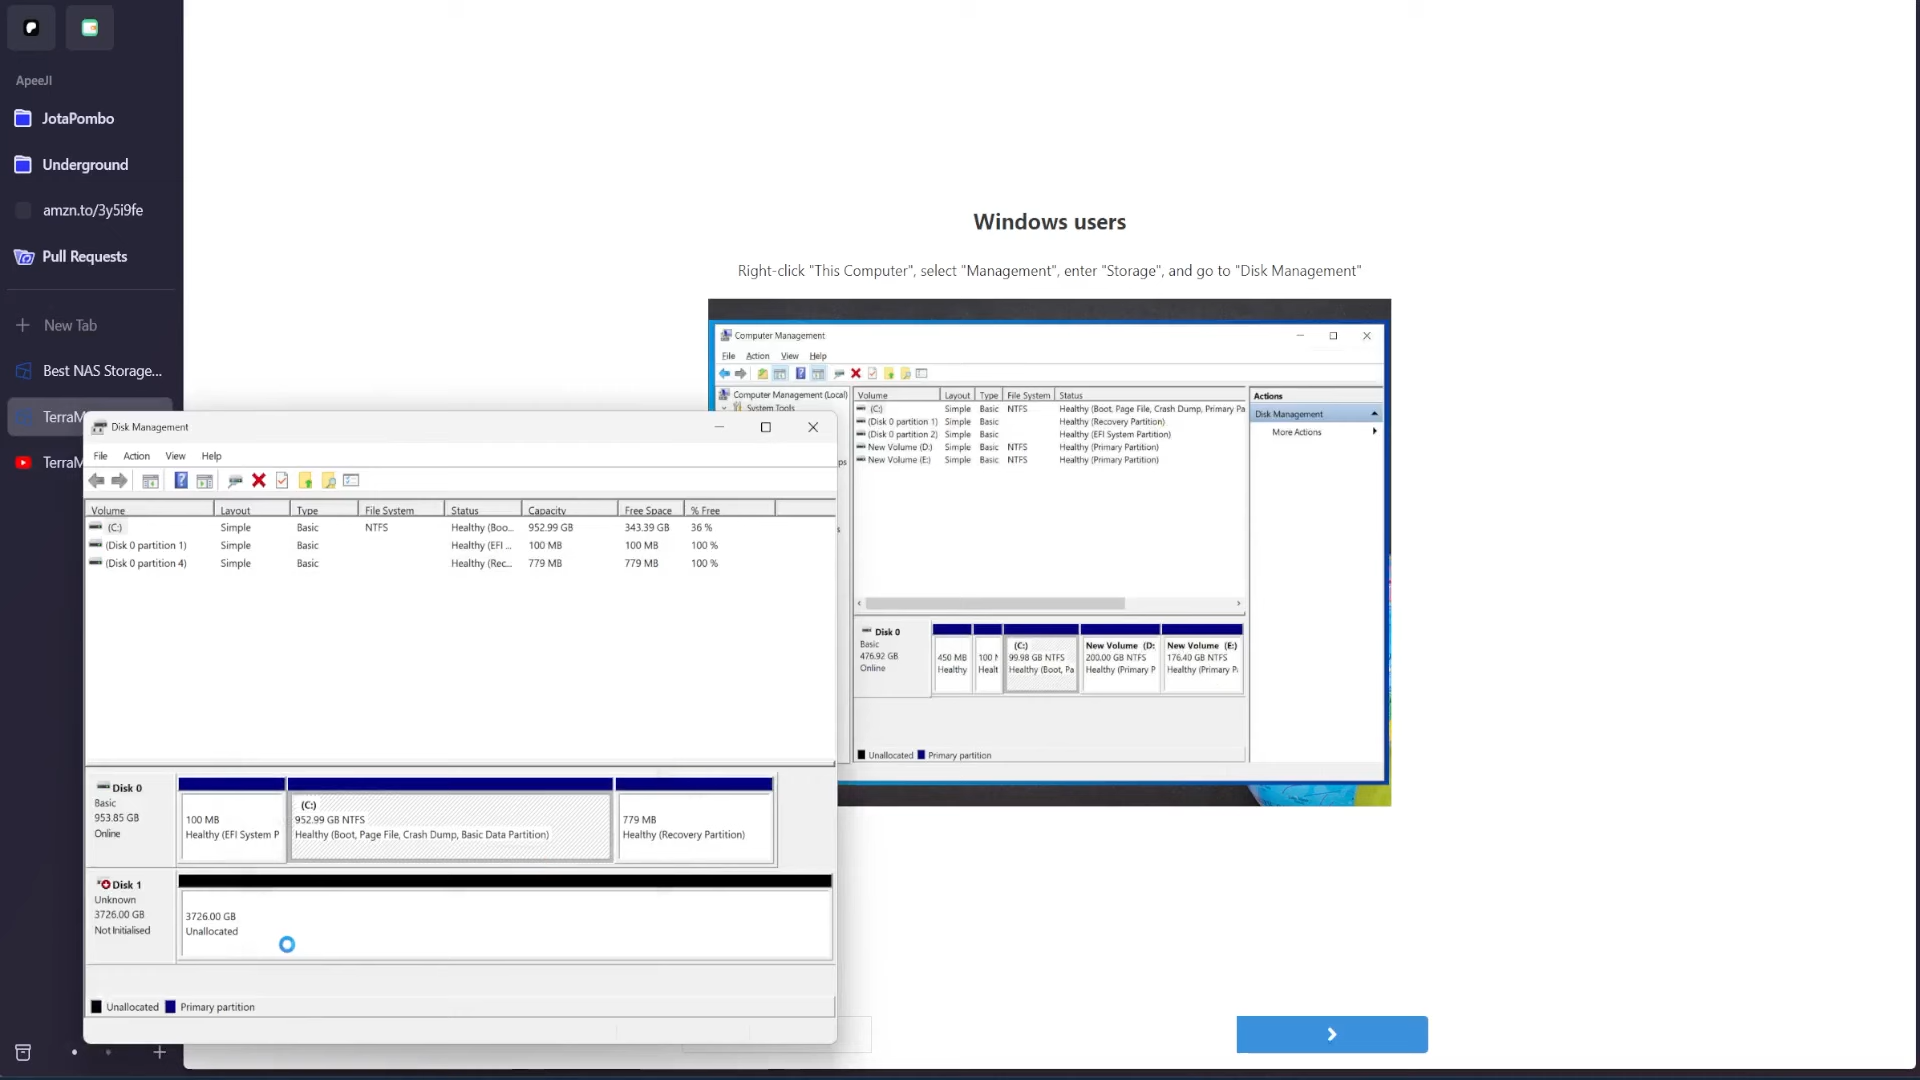 ApeeJI
JotaPombo
Underground
amzn.to/3y5i9fe
Pull Requests
New Tab
Best NAS Storage...
TerraM
TerraM
Windows users
Right-click "This Computer", select "Management", enter "Storage", and go to "Disk Management"
Computer Management
File Action View Help
Computer Management (Local)
System Tools
Volume Layout Type File System Status
(C:) Simple Basic NTFS Healthy (Boot, Page File, Crash Dump, Primary Pa
(Disk 0 partition 1) Simple Basic Healthy (Recovery Partition)
(Disk 0 partition 2) Simple Basic Healthy (EFI System Partition)
New Volume (D:) Simple Basic NTFS Healthy (Primary Partition)
New Volume (E:) Simple Basic NTFS Healthy (Primary Partition)
Actions
Disk Management
More Actions
Disk 0
Basic
476.92 GB
Online
450 MB
Healthy
100 M
Healt
(C:)
99.98 GB NTFS
Healthy (Boot, Pa
New Volume (D:
200.00 GB NTFS
Healthy (Primary P
New Volume (E:)
176.40 GB NTFS
Healthy (Primary P.
Unallocated Primary partition
Disk Management
File Action View Help
Volume Layout Type File System Status Capacity Free Space % Free
(C:) Simple Basic NTFS Healthy (Boo... 952.99 GB 343.39 GB 36 %
(Disk 0 partition 1) Simple Basic Healthy (EFI ... 100 MB 100 MB 100 %
(Disk 0 partition 4) Simple Basic Healthy (Rec... 779 MB 779 MB 100 %
Disk 0
Basic
953.85 GB
Online
100 MB
Healthy (EFI System P
(C:)
952.99 GB NTFS
Healthy (Boot, Page File, Crash Dump, Basic Data Partition)
779 MB
Healthy (Recovery Partition)
Disk 1
Unknown
3726.00 GB
Not Initialised
3726.00 GB
Unallocated
Unallocated Primary partition